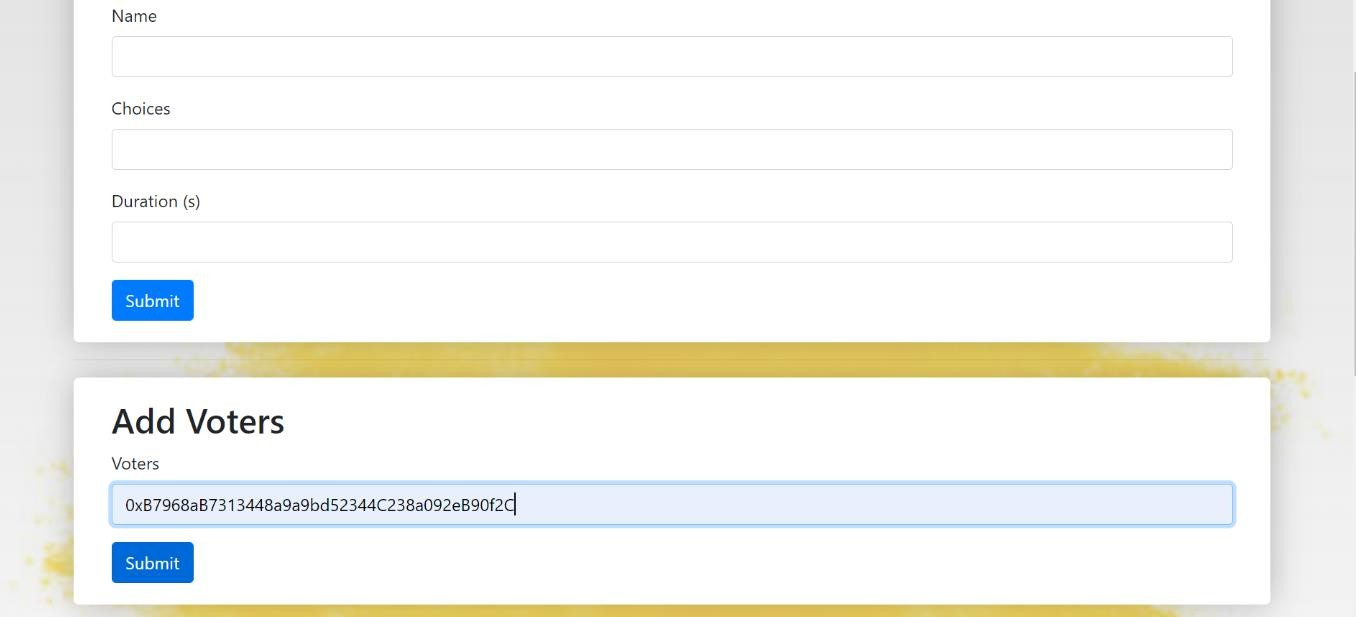 Name
Choices
Duration (s)
Submit
Add Voters
Voters
0xB7968aB7313448a9a9bd52344C238a092eB90f2C
Submit